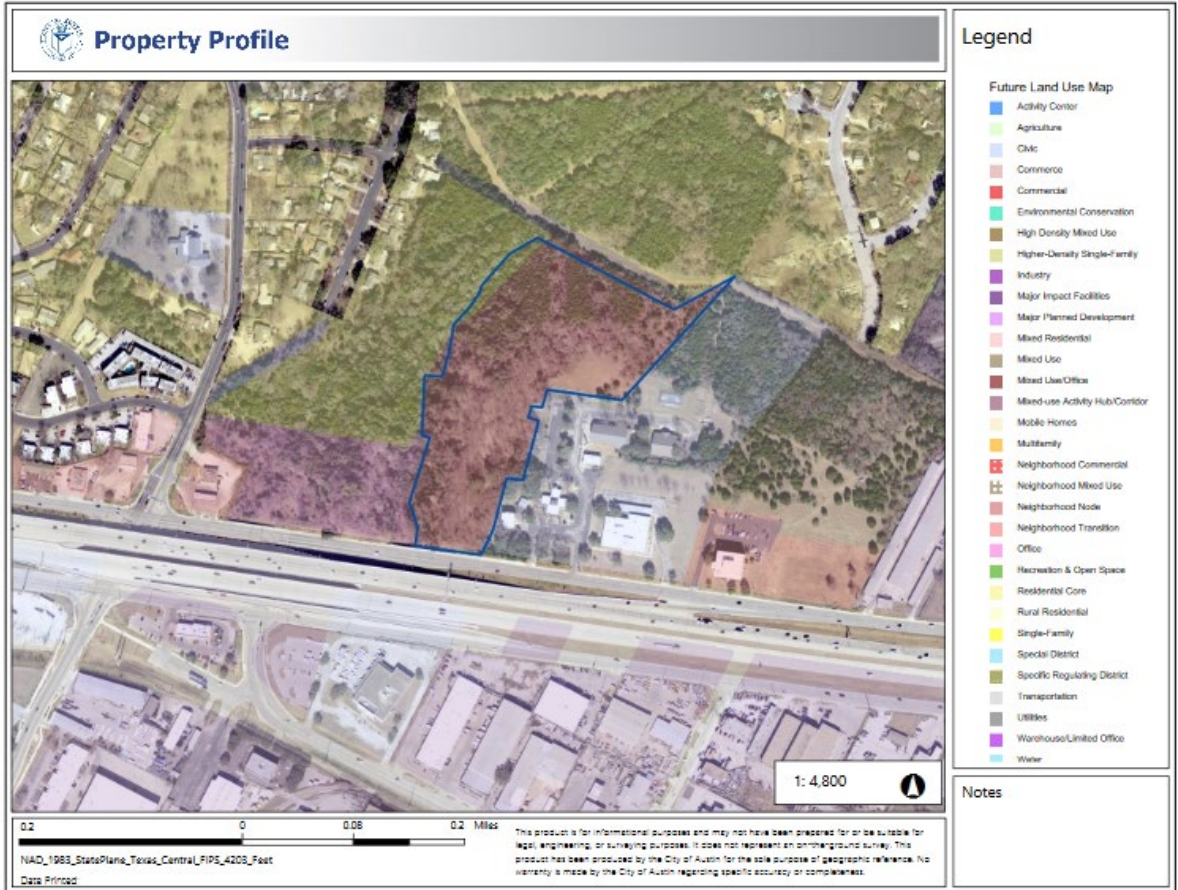 Property Profile
Legend
Future Land Use Map
Activity Center
Agriculture
Civic
Commerce
Commercial
Environmental Conservation
High Density Mixed Use
Higher-Density Single-Family
Industry
Major Impact Facilities
Major Planned Development
Mixed Residential
Mixed Use
Mixed Use/Office
Mixed-use Activity Hub/Corridor
Mobile Homes
Multifamily
Neighborhood Commercial
Neighborhood Mixed Use
Neighborhood Node
Neighborhood Transition
Office
Recreation & Open Space
Residential Core
Rural Residential
Single-Family
Special District
Specific Regulating District
Transportation
Utilities
Warehouse/Limited Office
Water
1: 4,800
Notes
0.2 0 0.08 0.2 Miles
NAD_1983_StatePlane_Texas_Central_FIPS_4203_Feet
Date Printed
This product is for informational purposes and may not have been prepared for or be suitable for
legal, engineering, or surveying purposes. It does not represent an on-the-ground survey. This
product has been produced by the City of Austin for the sole purpose of geographic reference. No
warranty is made by the City of Austin regarding specific accuracy or completeness.